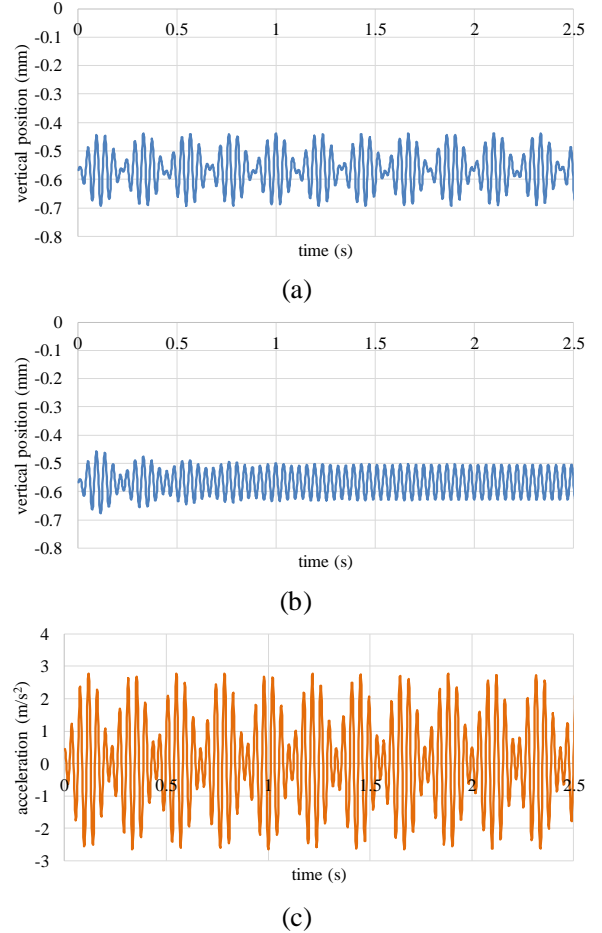 0 0.5 1 1.5 2 2.5
0
-0.1
-0.2
-0.3
-0.4
-0.5
-0.6
-0.7
-0.8
vertical position (mm)
time (s)
(a)
0 0.5 1 1.5 2 2.5
0
-0.1
-0.2
-0.3
-0.4
-0.5
-0.6
-0.7
-0.8
vertical position (mm)
time (s)
(b)
4
3
2
1
0
-1
-2
-3
0 0.5 1 1.5 2 2.5
acceleration (m/s²)
time (s)
(c)